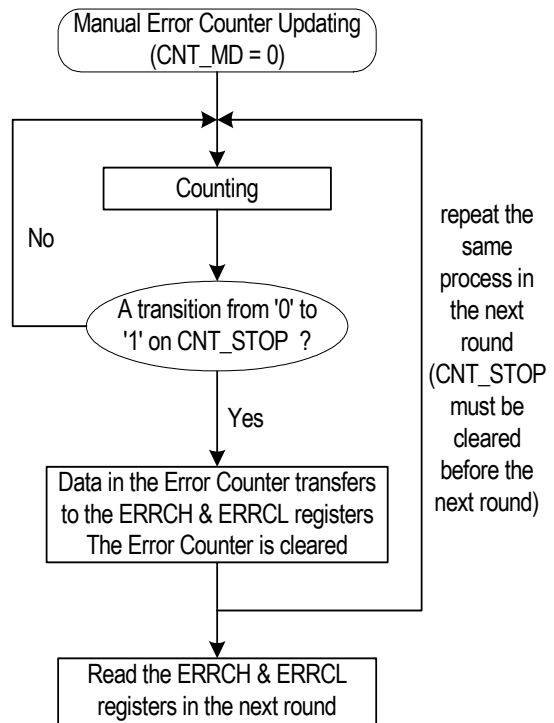 Manual Error Counter Updating
(CNT_MD = 0)
Counting
No
A transition from '0' to
'1' on CNT_STOP ?
Yes
Data in the Error Counter transfers
to the ERRCH & ERRCL registers
The Error Counter is cleared
repeat the
same
process in
the next
round
(CNT_STOP
must be
cleared
before the
next round)
Read the ERRCH & ERRCL
registers in the next round